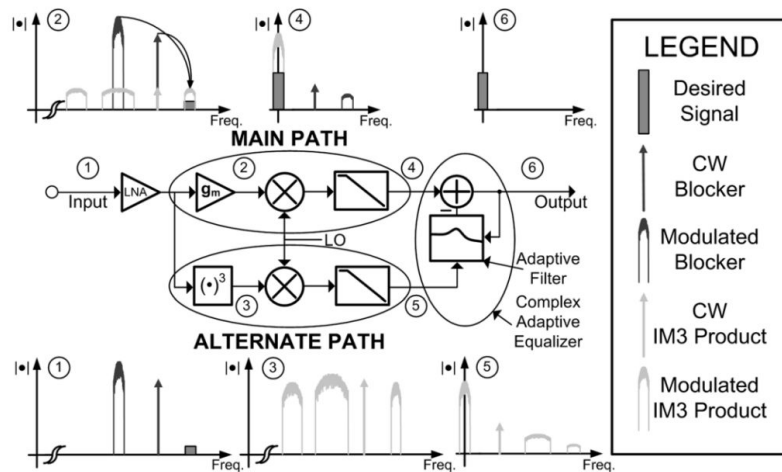 |•|
2
Freq.
|•|
4
Freq.
|•|
6
Freq.
MAIN PATH
1
Input
LNA
gm
2
4
6
Output
LO
(•)³
3
5
Adaptive
Filter
Complex
Adaptive
Equalizer
ALTERNATE PATH
|•|
1
Freq.
|•|
3
Freq.
|•|
5
Freq.
LEGEND
Desired
Signal
CW
Blocker
Modulated
Blocker
CW
IM3 Product
Modulated
IM3 Product